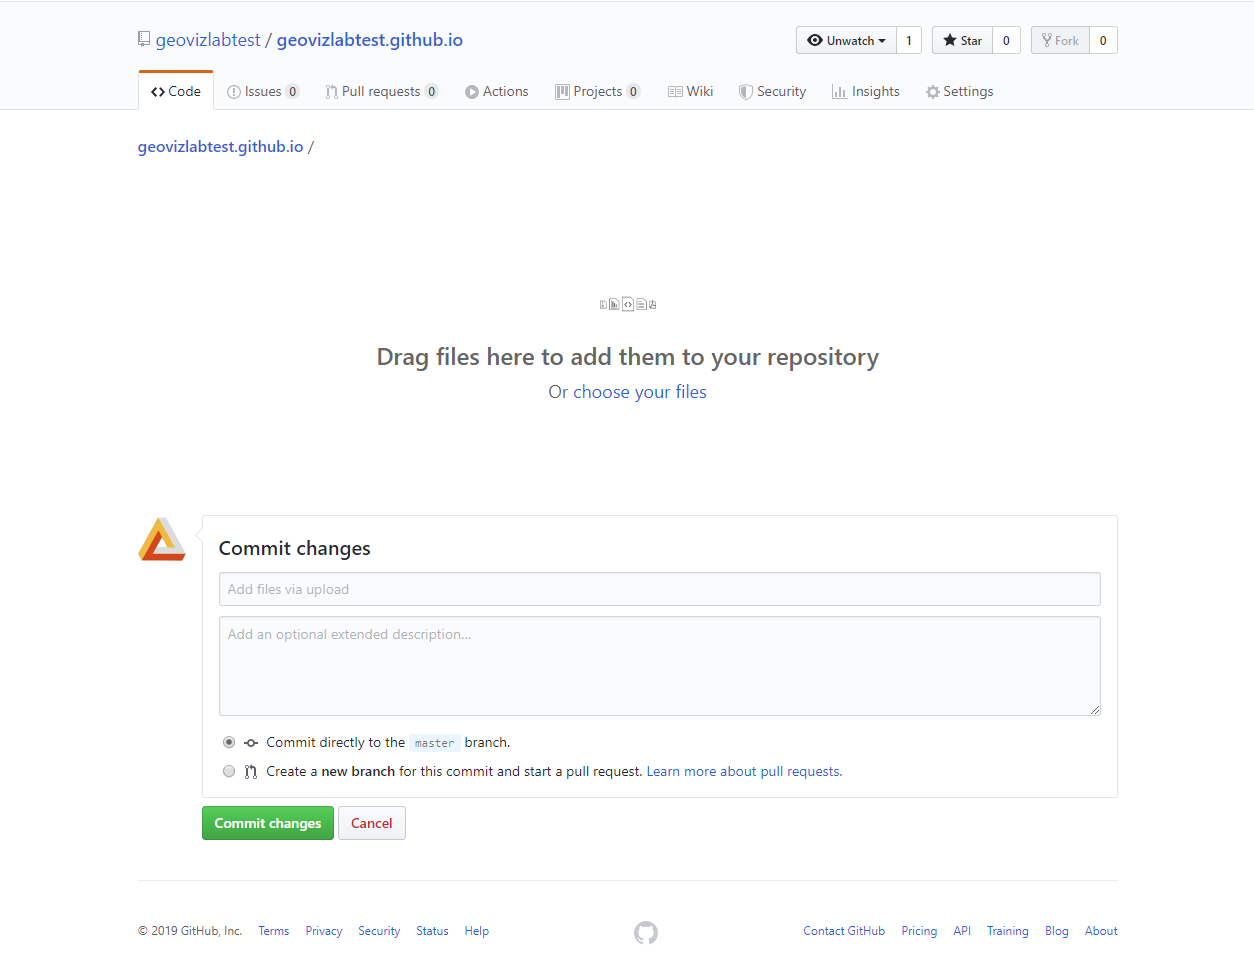 geovizlabtest / geovizlabtest.github.io
Unwatch 1 Star 0 Fork 0
Code Issues 0 Pull requests 0 Actions Projects 0 Wiki Security Insights Settings
geovizlabtest.github.io /
Drag files here to add them to your repository
Or choose your files
Commit changes
Add files via upload
Add an optional extended description...
Commit directly to the master branch.
Create a new branch for this commit and start a pull request. Learn more about pull requests.
Commit changes Cancel
© 2019 GitHub, Inc. Terms Privacy Security Status Help Contact GitHub Pricing API Training Blog About